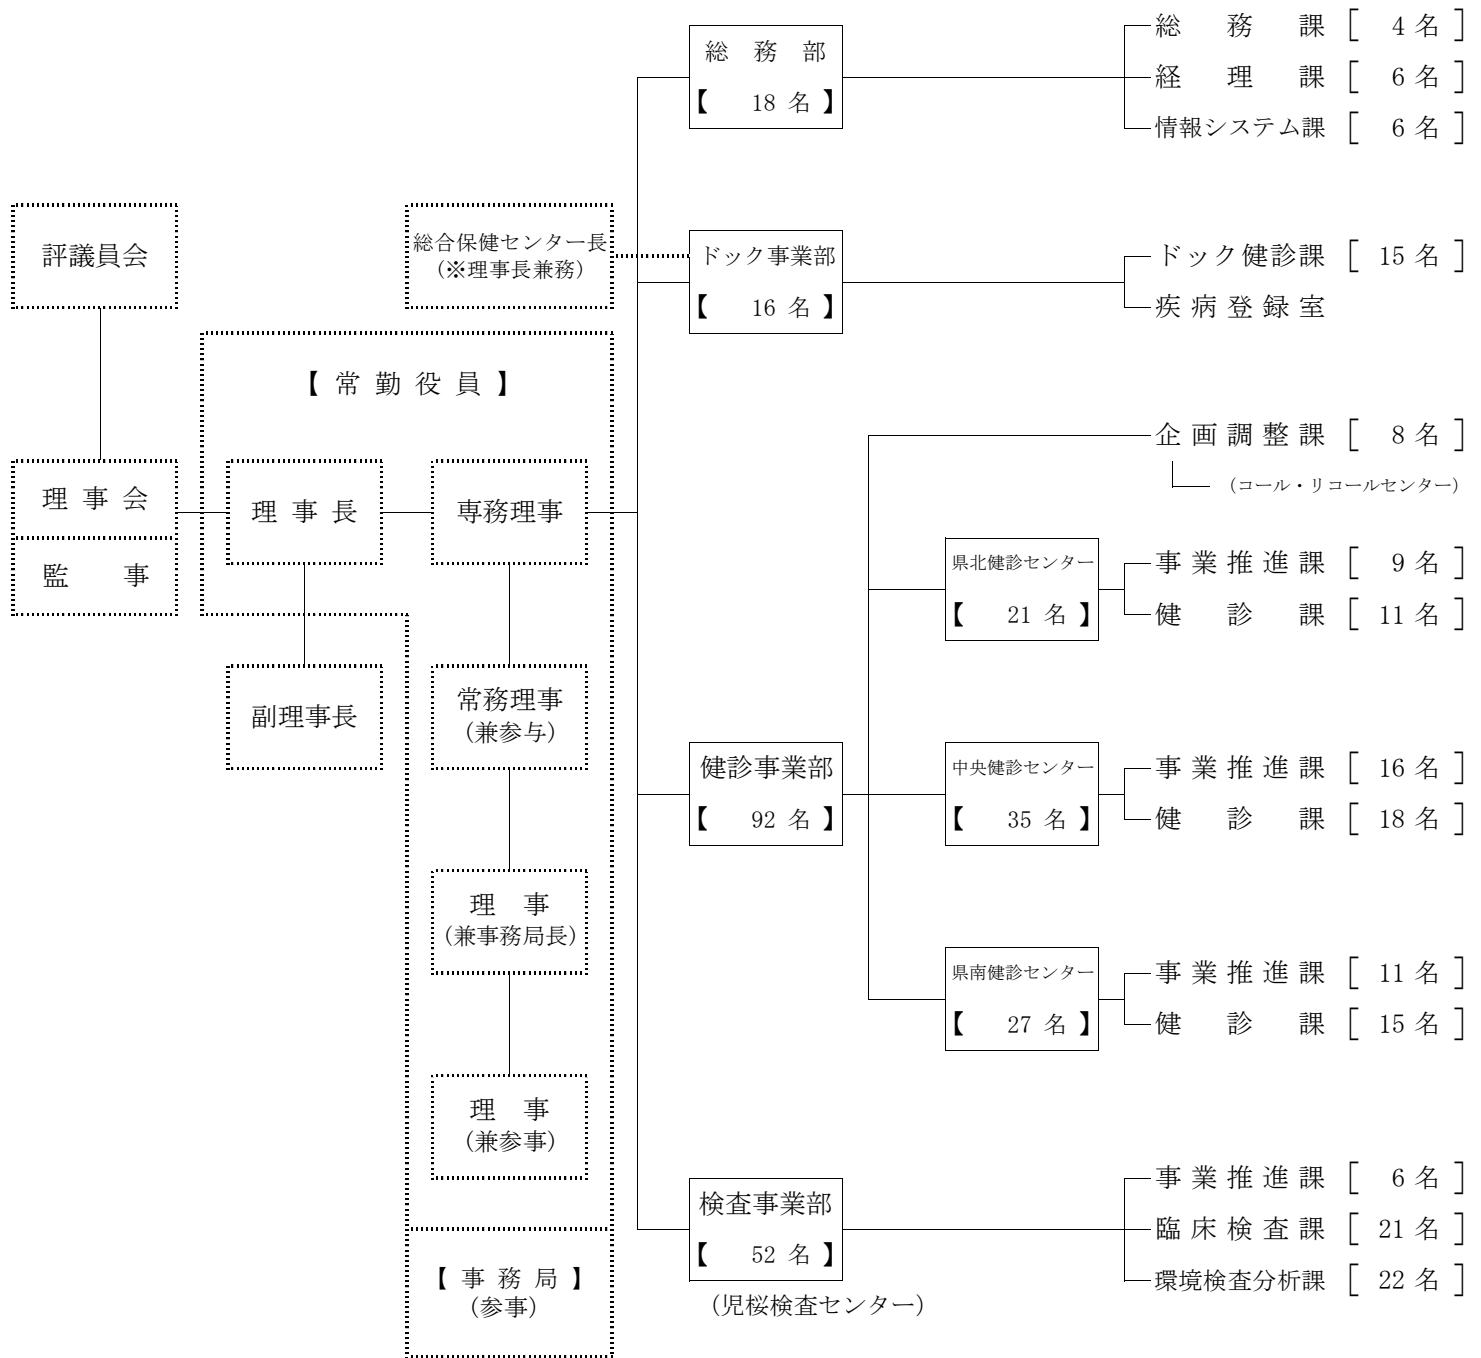 総務部
【 18 名 】
総務課 [ 4 名 ]
経理課 [ 6 名 ]
情報システム課 [ 6 名 ]
評議員会
総合保健センター長
(※理事長兼務)
ドック事業部
【 16 名 】
ドック健診課 [ 15 名 ]
疾病登録室
【 常 勤 役 員 】
理事会
監事
理事長
専務理事
副理事長
常務理事
(兼参与)
理事
(兼事務局長)
理事
(兼参事)
【 事 務 局 】
(参事)
健診事業部
【 92 名 】
企画調整課 [ 8 名 ]
(コール・リコールセンター)
県北健診センター
【 21 名 】
事業推進課 [ 9 名 ]
健診課 [ 11 名 ]
中央健診センター
【 35 名 】
事業推進課 [ 16 名 ]
健診課 [ 18 名 ]
県南健診センター
【 27 名 】
事業推進課 [ 11 名 ]
健診課 [ 15 名 ]
検査事業部
【 52 名 】
(児桜検査センター)
事業推進課 [ 6 名 ]
臨床検査課 [ 21 名 ]
環境検査分析課 [ 22 名 ]